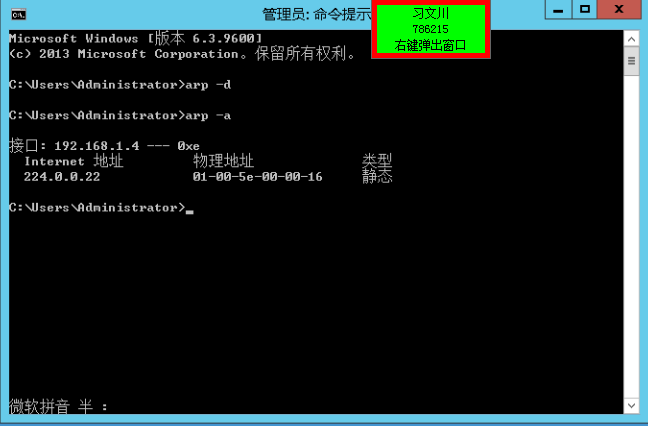 管理员: 命令提示
习文川
786215
右键弹出窗口
Microsoft Windows [版本 6.3.9600]
(c) 2013 Microsoft Corporation。保留所有权利。
C:\Users\Administrator>arp -d
C:\Users\Administrator>arp -a
接口: 192.168.1.4 --- 0xe
Internet 地址 物理地址 类型
224.0.0.22 01-00-5e-00-00-16 静态
C:\Users\Administrator>
微软拼音 半 :